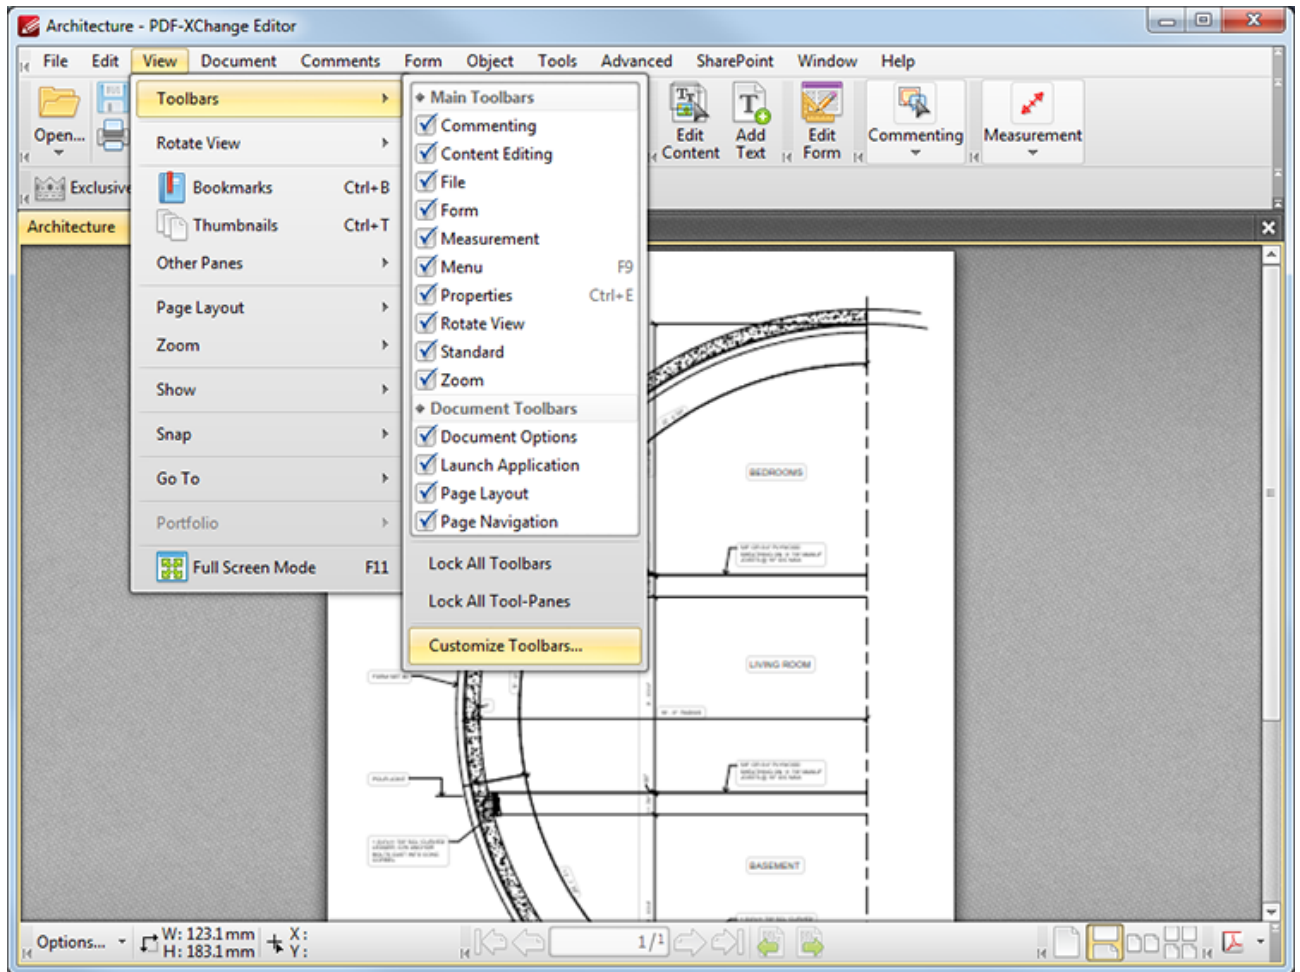 Architecture - PDF-XChange Editor
File Edit View Document Comments Form Object Tools Advanced SharePoint Window Help
Open...
Edit Content
Add Text
Edit Form
Commenting
Measurement
Exclusive
Architecture
Toolbars
Rotate View
Bookmarks Ctrl+B
Thumbnails Ctrl+T
Other Panes
Page Layout
Zoom
Show
Snap
Go To
Portfolio
Full Screen Mode F11
Main Toolbars
Commenting
Content Editing
File
Form
Measurement
Menu F9
Properties Ctrl+E
Rotate View
Standard
Zoom
Document Toolbars
Document Options
Launch Application
Page Layout
Page Navigation
Lock All Toolbars
Lock All Tool-Panes
Customize Toolbars...
BEDROOMS
LIVING ROOM
BASEMENT
Options...
W: 123.1 mm
H: 183.1 mm
X:
Y:
1/1